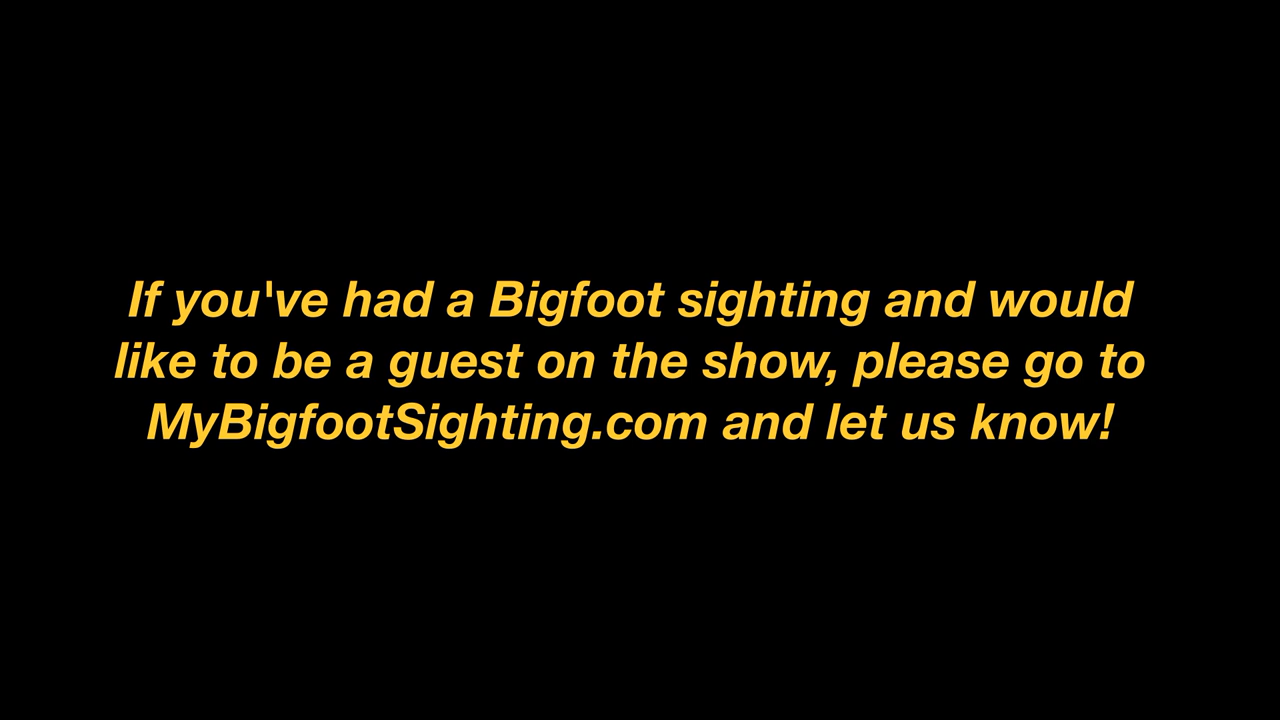 If you've had a Bigfoot sighting and would
like to be a guest on the show, please go to
MyBigfootSighting.com and let us know!